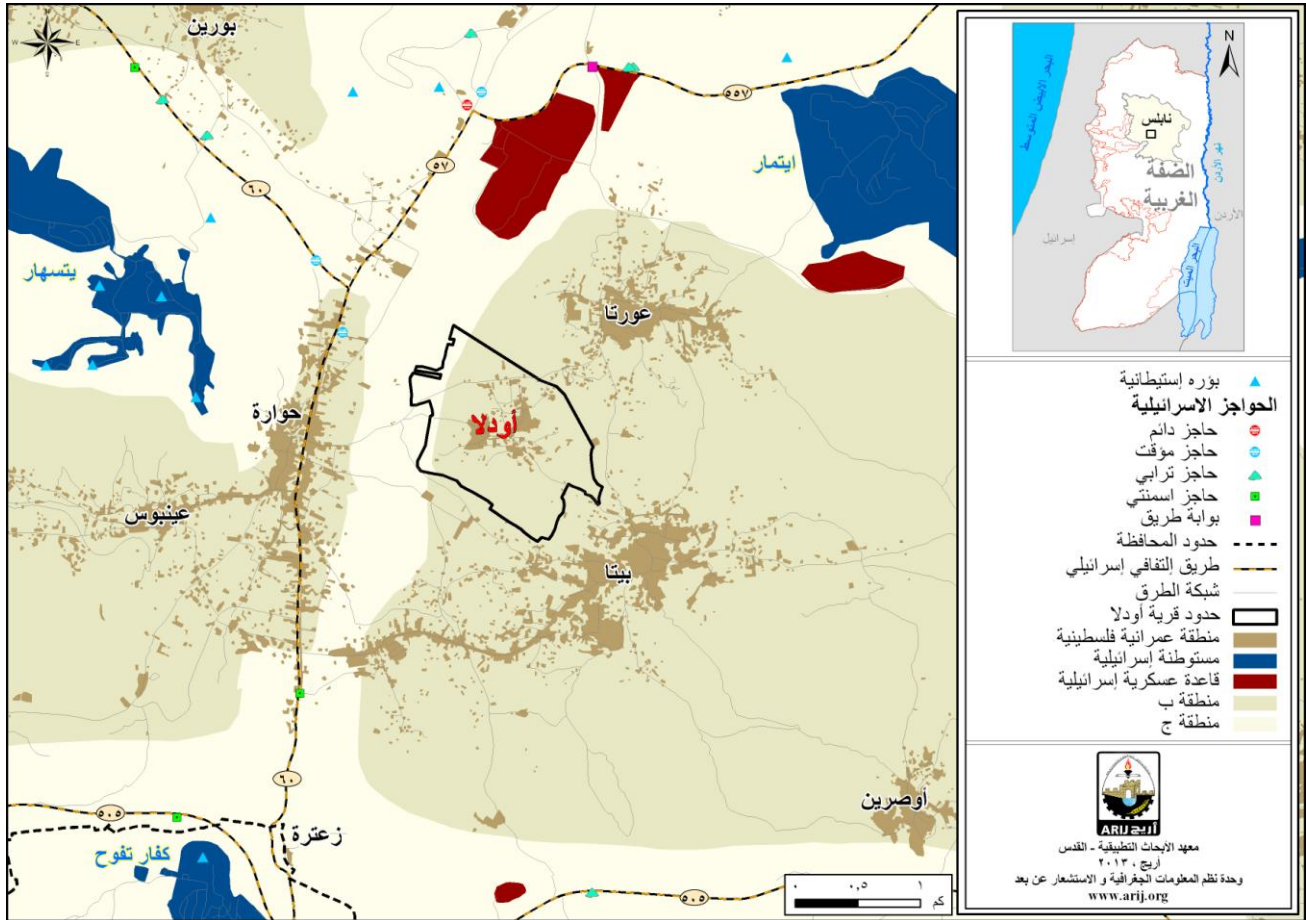 بورين
ايتمار
يتسهار
عورتا
حوارة
أودلا
عينبوس
بيتا
أوصرين
زعترة
كفار تفوح
٦٠
٥٧
٥٥٧
٦٠
٥٠٥
٥٠٥
W
E
S
٠ ٠,٥ ١
كم
N
البحر الابيض المتوسط
نابلس
الضفة
الغربية
نهر الأردن
الأردن
إسرائيل
البحر الميت
بؤره إستيطانية
الحواجز الاسرائيلية
حاجز دائم
حاجز مؤقت
حاجز ترابي
حاجز اسمنتي
بوابة طريق
حدود المحافظة
طريق إلتفافي إسرائيلي
شبكة الطرق
حدود قرية أودلا
منطقة عمرانية فلسطينية
مستوطنة إسرائيلية
قاعدة عسكرية إسرائيلية
منطقة ب
منطقة ج
ARIJ أريج
معهد الأبحاث التطبيقية - القدس
أريج ، ٢٠١٣
وحدة نظم المعلومات الجغرافية و الاستشعار عن بعد
www.arij.org